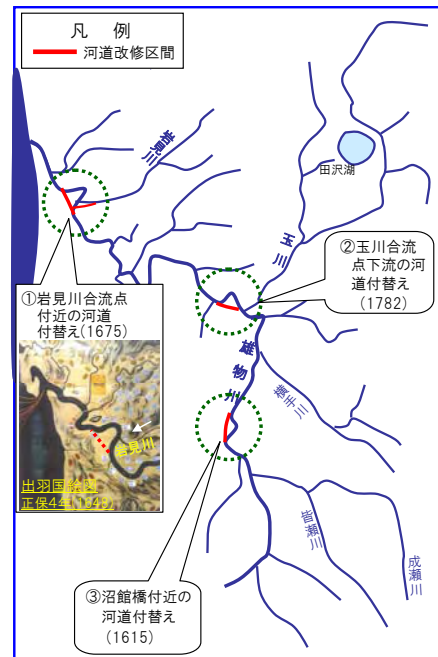 凡 例
河道改修区間
岩見川
田沢湖
玉川
②玉川合流
点下流の河
道付替え
(1782)
①岩見川合流点
付近の河道
付替え(1675)
岩見川
出羽国絵図
正保4年(1648)
雄物川
横手川
皆瀬川
成瀬川
③沼館橋付近の
河道付替え
(1615)